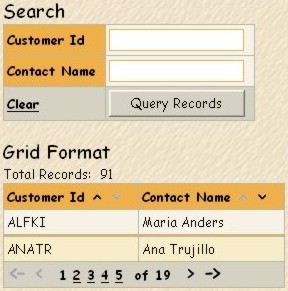 Search
Customer Id
Contact Name
Clear Query Records
Grid Format
Total Records: 91
Customer Id Contact Name
ALFKI Maria Anders
ANATR Ana Trujillo
<- < 1 2 3 4 5 of 19 > ->